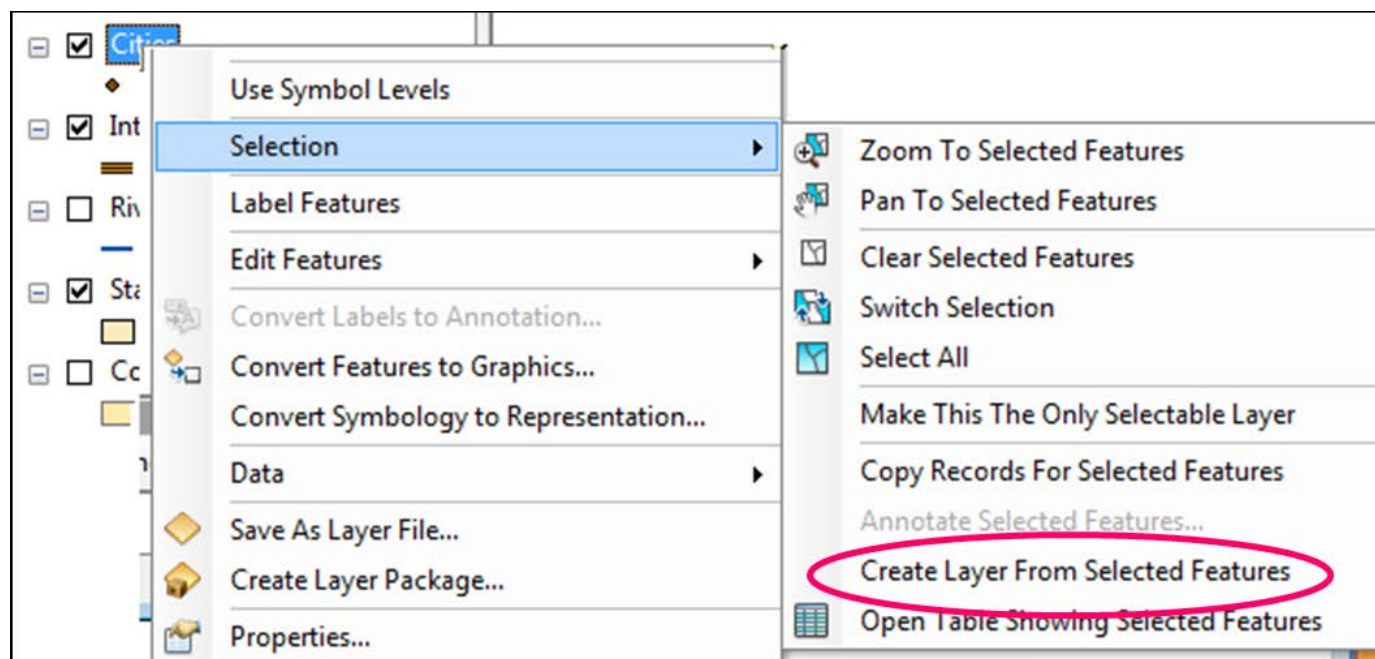 Cities
Int
Riv
Sta
Co
Use Symbol Levels
Selection
Label Features
Edit Features
Convert Labels to Annotation...
Convert Features to Graphics...
Convert Symbology to Representation...
Data
Save As Layer File...
Create Layer Package...
Properties...
Zoom To Selected Features
Pan To Selected Features
Clear Selected Features
Switch Selection
Select All
Make This The Only Selectable Layer
Copy Records For Selected Features
Annotate Selected Features...
Create Layer From Selected Features
Open Table Showing Selected Features